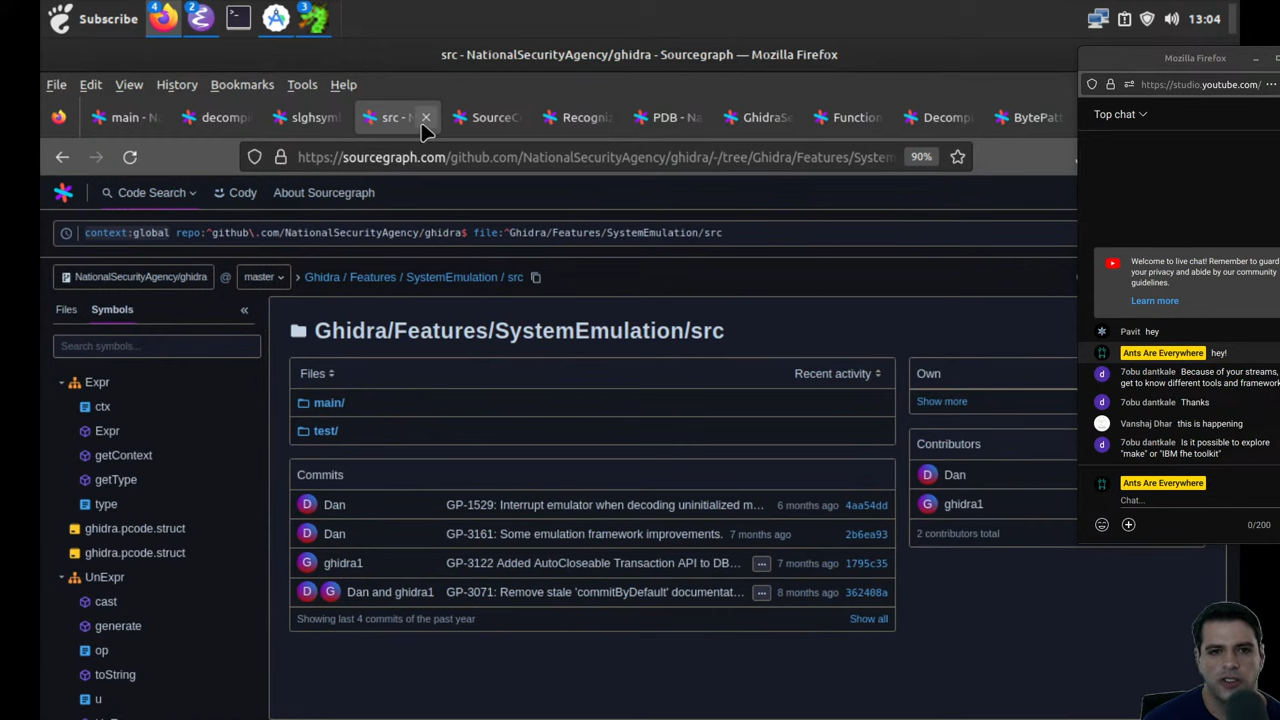 Subscribe
4
2
3
13:04
src - NationalSecurityAgency/ghidra - Sourcegraph — Mozilla Firefox
File Edit View History Bookmarks Tools Help
main - N
decompi
slghsyml
src - N
SourceC
Recogniz
PDB - Na
GhidraSe
Function
Decompi
BytePatt
https://sourcegraph.com/github.com/NationalSecurityAgency/ghidra/-/tree/Ghidra/Features/System
90%
Code Search
Cody
About Sourcegraph
context:global repo:^github\.com/NationalSecurityAgency/ghidra$ file:^Ghidra/Features/SystemEmulation/src
NationalSecurityAgency/ghidra @ master > Ghidra / Features / SystemEmulation / src
Files Symbols «
Search symbols...
Expr
ctx
Expr
getContext
getType
type
ghidra.pcode.struct
ghidra.pcode.struct
UnExpr
cast
generate
op
toString
u
Ghidra/Features/SystemEmulation/src
Files Recent activity
main/
test/
Commits
D Dan GP-1529: Interrupt emulator when decoding uninitialized m... 6 months ago 4aa54dd
D Dan GP-3161: Some emulation framework improvements. 7 months ago 2b6ea93
G ghidra1 GP-3122 Added AutoCloseable Transaction API to DB... ... 7 months ago 1795c35
D G Dan and ghidra1 GP-3071: Remove stale 'commitByDefault' documentat... ... 8 months ago 362408a
Showing last 4 commits of the past year Show all
Own
Show more
Contributors
D Dan
G ghidra1
2 contributors total
Mozilla Firefox
https://studio.youtube.com/
Top chat
Welcome to live chat! Remember to guard
your privacy and abide by our community
guidelines.
Learn more
Pavit hey
Ants Are Everywhere hey!
d 7obu dantkale Because of your streams,
get to know different tools and framework
d 7obu dantkale Thanks
Vanshaj Dhar this is happening
d 7obu dantkale Is it possible to explore
"make" or "IBM fhe toolkit"
Ants Are Everywhere
Chat...
0/200